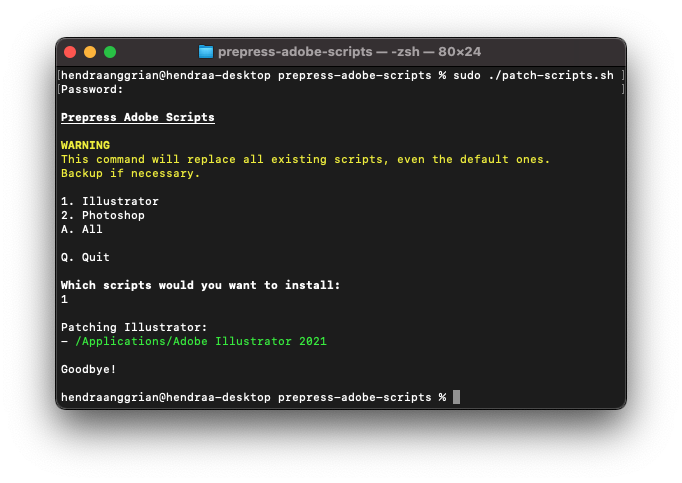 prepress-adobe-scripts — -zsh — 80×24
[hendraanggrian@hendraa-desktop prepress-adobe-scripts % sudo ./patch-scripts.sh ]
[Password: ]
Prepress Adobe Scripts
WARNING
This command will replace all existing scripts, even the default ones.
Backup if necessary.
1. Illustrator
2. Photoshop
A. All
Q. Quit
Which scripts would you want to install:
1
Patching Illustrator:
– /Applications/Adobe Illustrator 2021
Goodbye!
hendraanggrian@hendraa-desktop prepress-adobe-scripts %